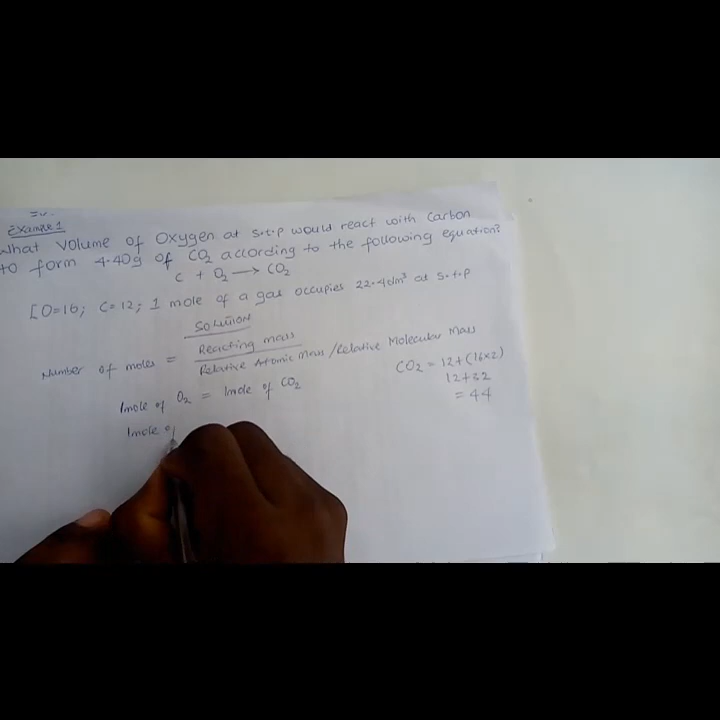 Example 1
What Volume of Oxygen at s.t.p would react with Carbon
to form 4.40g of CO₂ according to the following equation?
C + O₂ → CO₂
[O=16; C=12; 1 mole of a gas occupies 22.4dm³ at s.t.p
SOLUTION
Number of moles = Reacting mass
Relative Atomic Mass / Relative Molecular Mass
1mole of O₂ = 1mole of CO₂
CO₂ = 12+(16×2)
12+32
= 44
1mole of